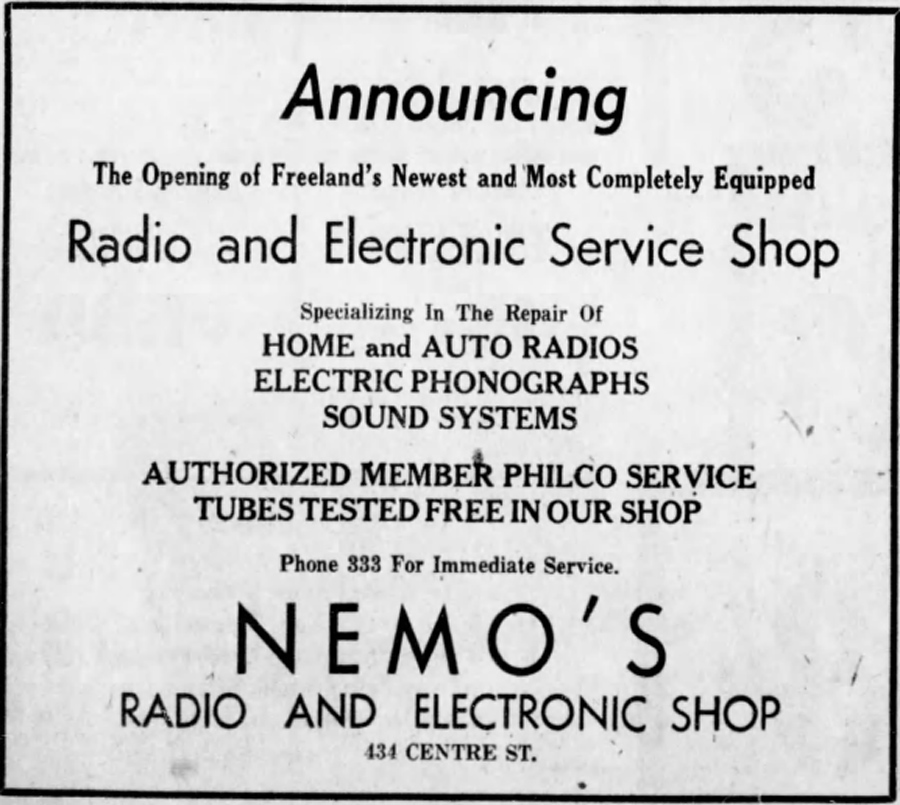 Announcing
The Opening of Freeland's Newest and Most Completely Equipped
Radio and Electronic Service Shop
Specializing In The Repair Of
HOME and AUTO RADIOS
ELECTRIC PHONOGRAPHS
SOUND SYSTEMS
AUTHORIZED MEMBER PHILCO SERVICE
TUBES TESTED FREE IN OUR SHOP
Phone 333 For Immediate Service.
NEMO'S
RADIO AND ELECTRONIC SHOP
434 CENTRE ST.